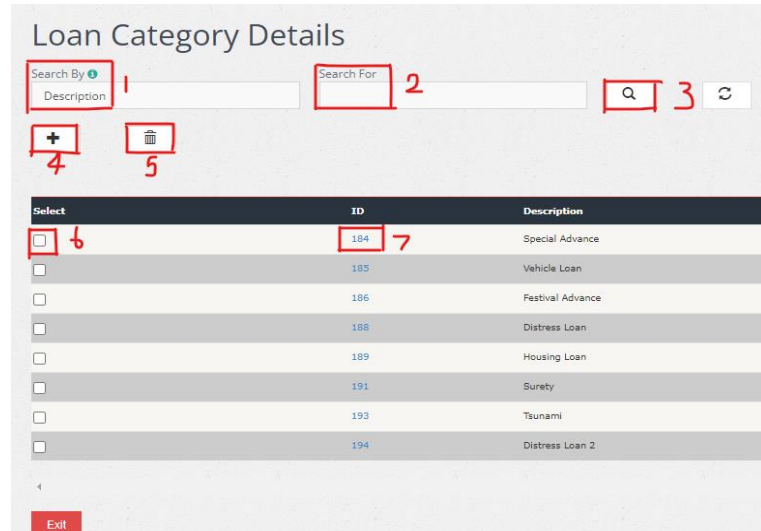 Loan Category Details
Search By
Search For
Description
1
2
3
4
5
Select ID Description
6
184
7
Special Advance
185 Vehicle Loan
186 Festival Advance
188 Distress Loan
189 Housing Loan
191 Surety
193 Tsunami
194 Distress Loan 2
Exit